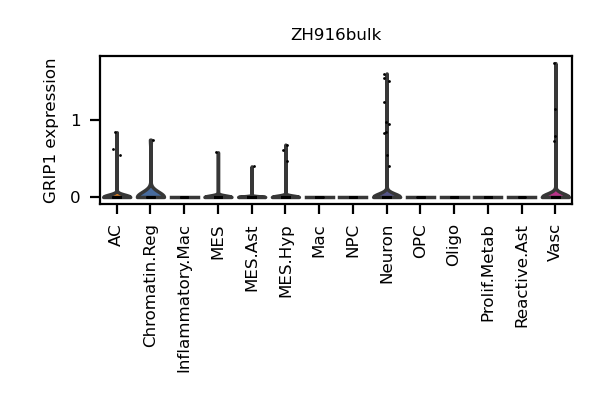 ZH916bulk
GRIP1 expression
1
0
AC
Chromatin.Reg
Inflammatory.Mac
MES
MES.Ast
MES.Hyp
Mac
NPC
Neuron
OPC
Oligo
Prolif.Metab
Reactive.Ast
Vasc